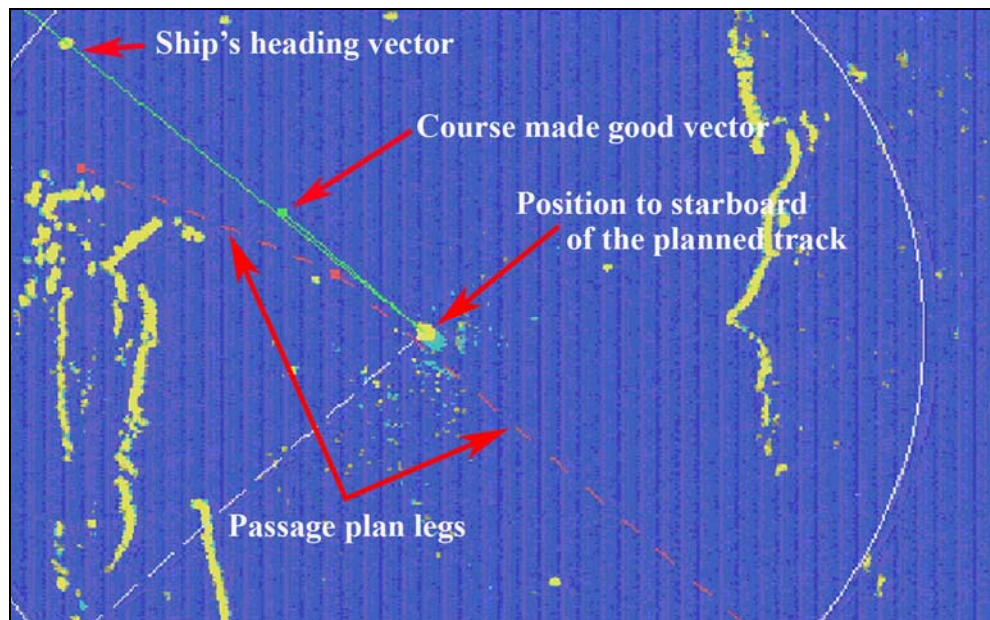 Ship's heading vector
Course made good vector
Position to starboard
of the planned track
Passage plan legs